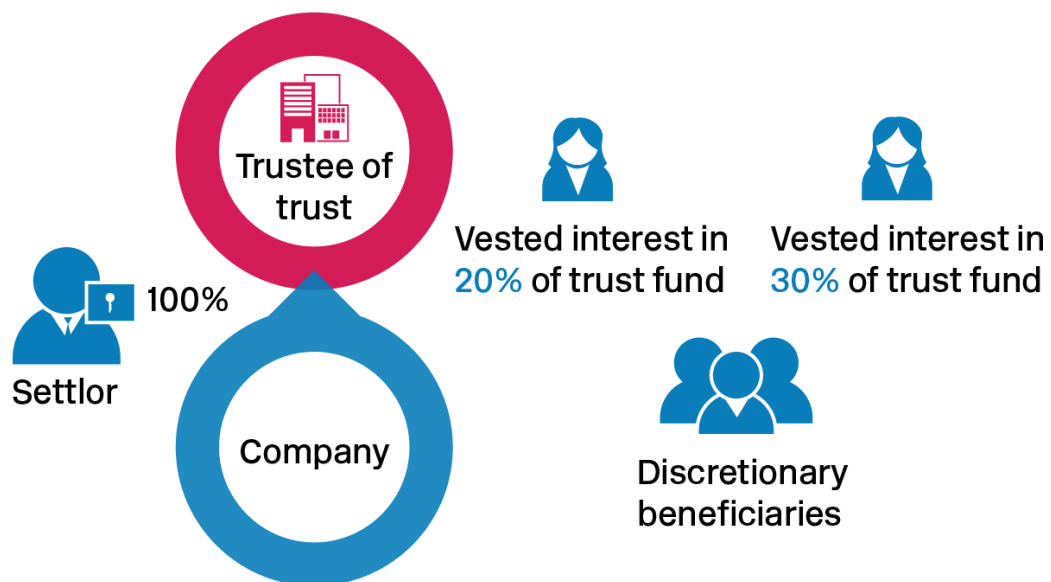 Trustee of
trust
Vested interest in
20% of trust fund
Vested interest in
30% of trust fund
100%
Settlor
Company
Discretionary
beneficiaries